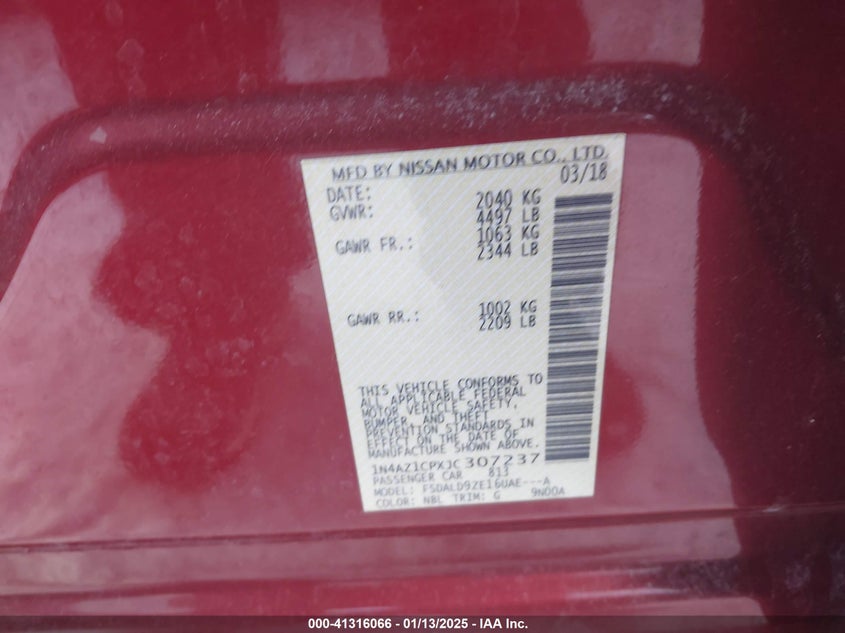 MFD BY NISSAN MOTOR CO., LTD.
DATE: 03/18
GVWR: 2040 KG
4497 LB
GAWR FR.: 1063 KG
2344 LB
GAWR RR.: 1002 KG
2209 LB
THIS VEHICLE CONFORMS TO
ALL APPLICABLE FEDERAL
MOTOR VEHICLE SAFETY,
BUMPER, AND THEFT
PREVENTION STANDARDS IN
EFFECT ON THE DATE OF
MANUFACTURE SHOWN ABOVE.
1N4AZ1CPXJC 307237
PASSENGER CAR 813
MODEL: FSDALD9ZE16UAE---A
COLOR: NBL TRIM: G 9N00A
000-41316066 — 01/13/2025 — IAA Inc.